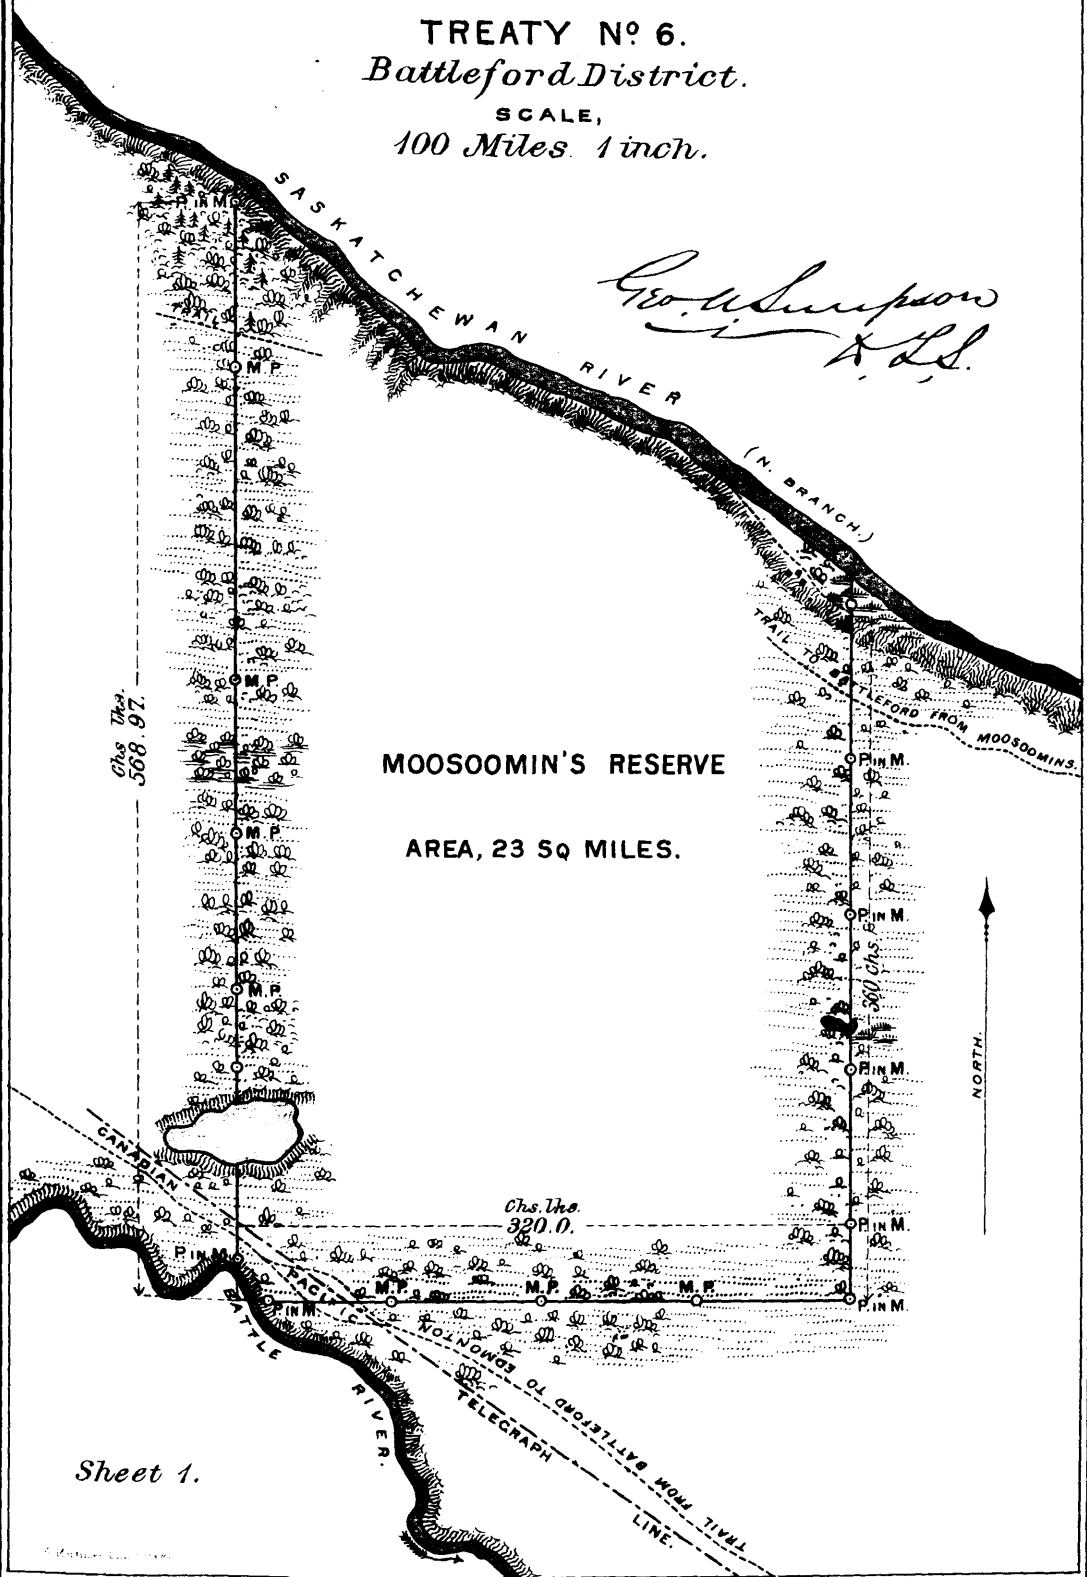 TREATY Nº 6.
Battleford District.
SCALE,
100 Miles 1 inch.
SASKATCHEWAN RIVER (N. BRANCH.)
Geo. A Simpson
D.L.S.
P. IN M.
TRAIL
M.P.
M.P.
M.P.
M.P.
Chs lks.
568.97.
TRAIL TO BATTLEFORD FROM MOOSOOMINS.
MOOSOOMIN'S RESERVE
AREA, 23 SQ MILES.
P. IN M.
P. IN M.
P. IN M.
P. IN M.
P. IN M.
360 Chs
NORTH.
Chs. lks.
320.0.
CANADIAN PACIFIC TELEGRAPH LINE.
P. IN M.
P. IN M.
M.P.
M.P.
M.P.
BATTLE RIVER.
TRAIL FROM BATTLEFORD TO EDMONTON
Sheet 1.